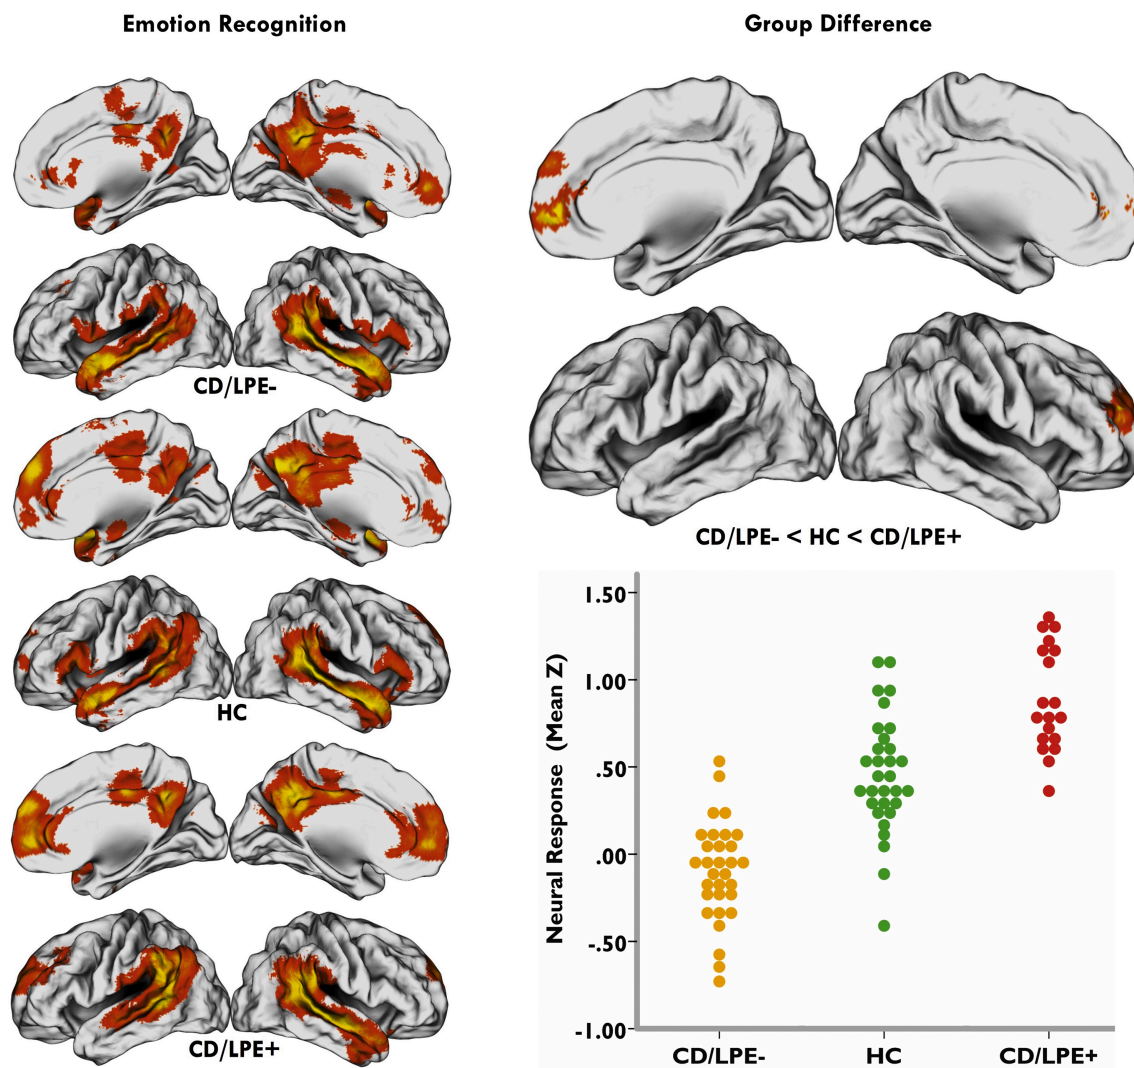 Emotion Recognition
Group Difference
CD/LPE-
HC
CD/LPE+
CD/LPE- < HC < CD/LPE+
Neural Response (Mean Z)
1.50
1.00
.50
.00
-.50
-1.00
CD/LPE-
HC
CD/LPE+